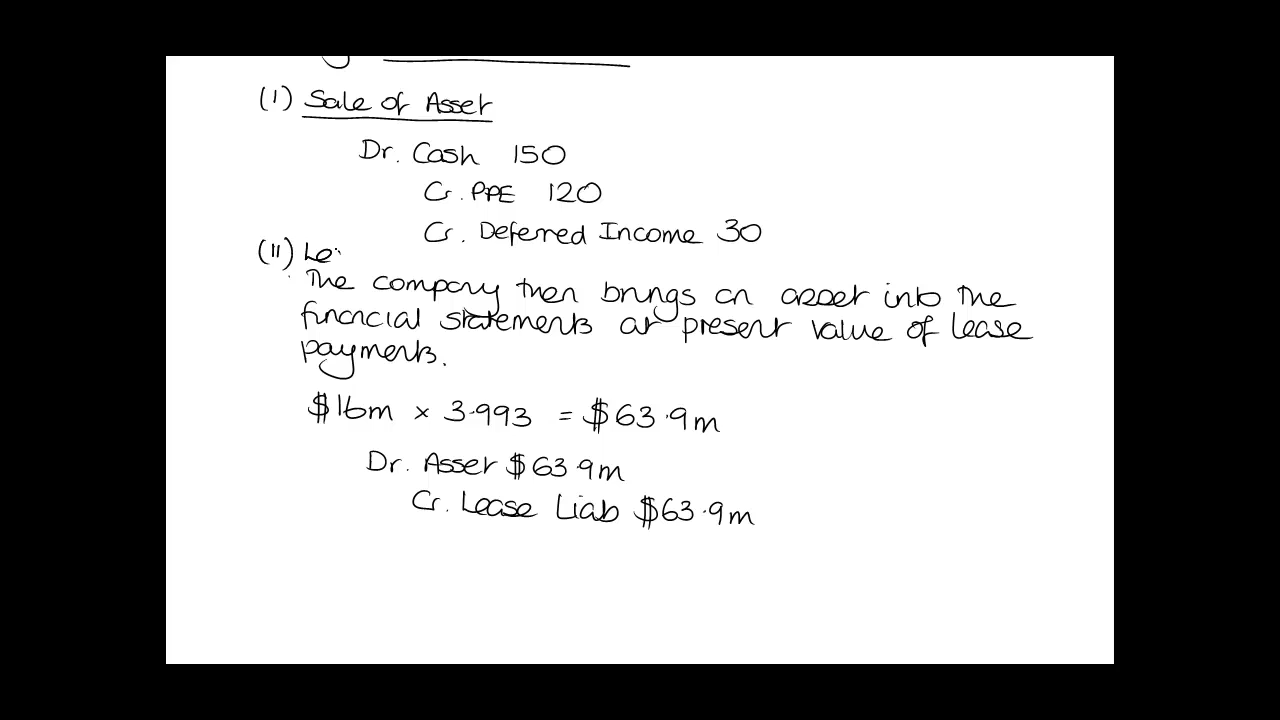 (I) Sale of Asset
Dr. Cash 150
Cr. PPE 120
Cr. Deferred Income 30
(II) Le
The company then brings an asset into the
financial statements at present value of lease
payments.
$16m × 3.993 = $63.9m
Dr. Asset $63.9m
Cr. Lease Liab $63.9m